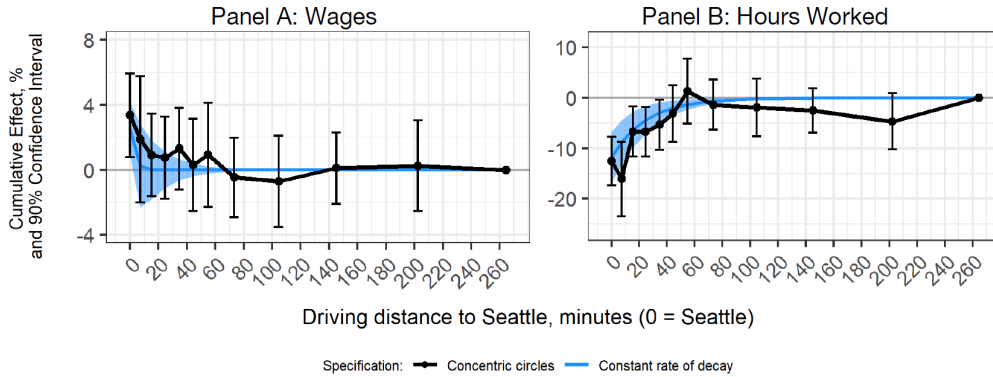 Panel A: Wages
Panel B: Hours Worked
Cumulative Effect, %
and 90% Confidence Interval
8
4
0
-4
10
0
-10
-20
0 20 40 60 80 100 120 140 160 180 200 220 240 260
0 20 40 60 80 100 120 140 160 180 200 220 240 260
Driving distance to Seattle, minutes (0 = Seattle)
Specification: Concentric circles Constant rate of decay